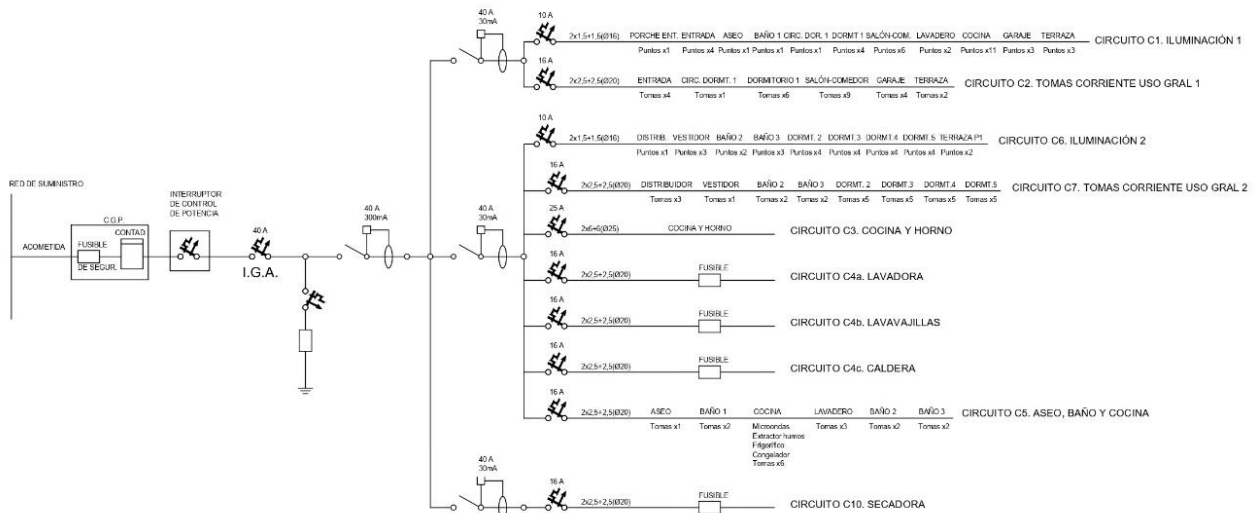 RED DE SUMINISTRO
ACOMETIDA
C.G.P.
CONTAD.
FUSIBLE
DE SEGUR.
INTERRUPTOR
DE CONTROL
DE POTENCIA
40 A
I.G.A.
40 A
300mA
40 A
30mA
10 A
2x1,5+1,5(Ø16)
PORCHE ENT. ENTRADA ASEO BAÑO 1 CIRC. DOR. 1 DORMT 1 SALÓN-COM. LAVADERO COCINA GARAJE TERRAZA
Puntos x1 Puntos x4 Puntos x1 Puntos x1 Puntos x1 Puntos x4 Puntos x6 Puntos x2 Puntos x11 Puntos x3 Puntos x3
CIRCUITO C1. ILUMINACIÓN 1
16 A
2x2,5+2,5(Ø20)
ENTRADA CIRC. DORMT. 1 DORMITORIO 1 SALÓN-COMEDOR GARAJE TERRAZA
Tomas x4 Tomas x1 Tomas x6 Tomas x9 Tomas x4 Tomas x2
CIRCUITO C2. TOMAS CORRIENTE USO GRAL 1
40 A
30mA
10 A
2x1,5+1,5(Ø16)
DISTRIB. VESTIDOR BAÑO 2 BAÑO 3 DORMT. 2 DORMT.3 DORMT.4 DORMT.5 TERRAZA P1
Puntos x1 Puntos x3 Puntos x2 Puntos x3 Puntos x4 Puntos x4 Puntos x4 Puntos x4 Puntos x2
CIRCUITO C6. ILUMINACIÓN 2
16 A
2x2,5+2,5(Ø20)
DISTRIBUIDOR VESTIDOR BAÑO 2 BAÑO 3 DORMT. 2 DORMT.3 DORMT.4 DORMT.5
Tomas x3 Tomas x1 Tomas x2 Tomas x2 Tomas x5 Tomas x5 Tomas x5 Tomas x5
CIRCUITO C7. TOMAS CORRIENTE USO GRAL 2
25 A
2x6+6(Ø25)
COCINA Y HORNO
CIRCUITO C3. COCINA Y HORNO
16 A
2x2,5+2,5(Ø20)
FUSIBLE
CIRCUITO C4a. LAVADORA
16 A
2x2,5+2,5(Ø20)
FUSIBLE
CIRCUITO C4b. LAVAVAJILLAS
16 A
2x2,5+2,5(Ø20)
FUSIBLE
CIRCUITO C4c. CALDERA
16 A
2x2,5+2,5(Ø20)
ASEO BAÑO 1 COCINA LAVADERO BAÑO 2 BAÑO 3
Tomas x1 Tomas x2 Microondas Tomas x3 Tomas x2 Tomas x2
Extractor humos
Frigorífico
Congelador
Tomas x6
CIRCUITO C5. ASEO, BAÑO Y COCINA
40 A
30mA
16 A
2x2,5+2,5(Ø20)
FUSIBLE
CIRCUITO C10. SECADORA